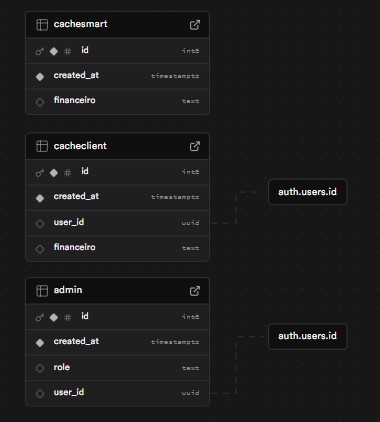 cachesmart
id int8
created_at timestamptz
financeiro text
cacheclient
id int8
created_at timestamptz
user_id uuid
auth.users.id
financeiro text
admin
id int8
created_at timestamptz
auth.users.id
role text
user_id uuid